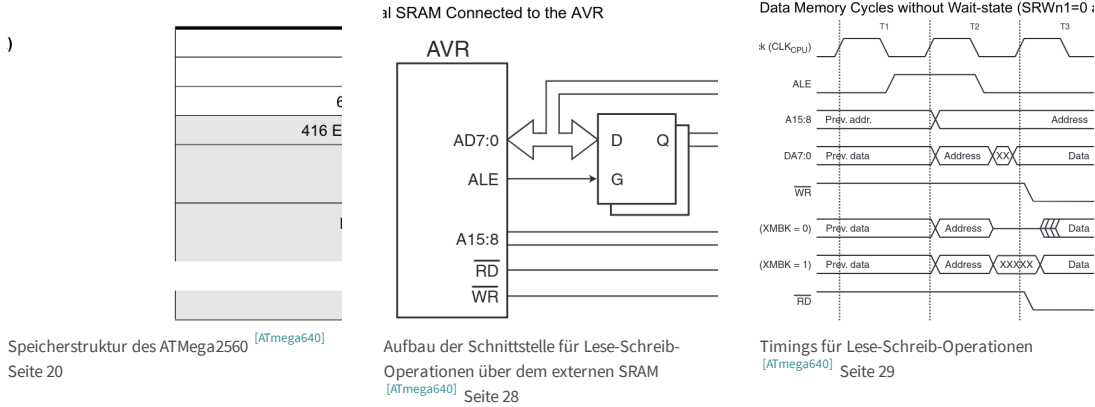 )
416 E
Speicherstruktur des ATMega2560 [ATmega640]
Seite 20
al SRAM Connected to the AVR
AVR
AD7:0
D
Q
ALE
G
A15:8
RD
WR
Aufbau der Schnittstelle für Lese-Schreib-
Operationen über dem externen SRAM
[ATmega640] Seite 28
Data Memory Cycles without Wait-state (SRWn1=0 a
T1
T2
T3
k (CLKCPU)
ALE
A15:8
Prev. addr.
Address
DA7:0
Prev. data
Address
XX
Data
WR
(XMBK = 0)
Prev. data
Address
Data
(XMBK = 1)
Prev. data
Address
XXXXX
Data
RD
Timings für Lese-Schreib-Operationen
[ATmega640] Seite 29